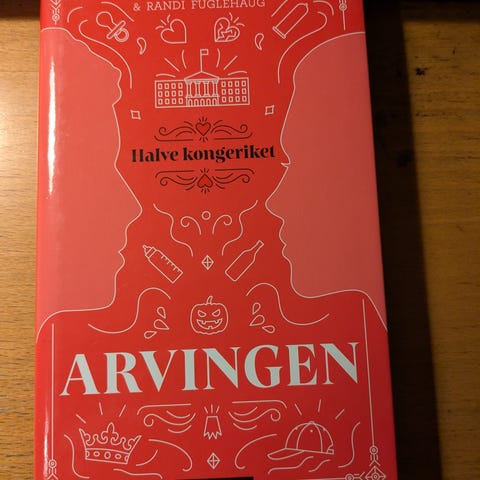 & RANDI FUGLEHAUG
Halve kongeriket
ARVINGEN